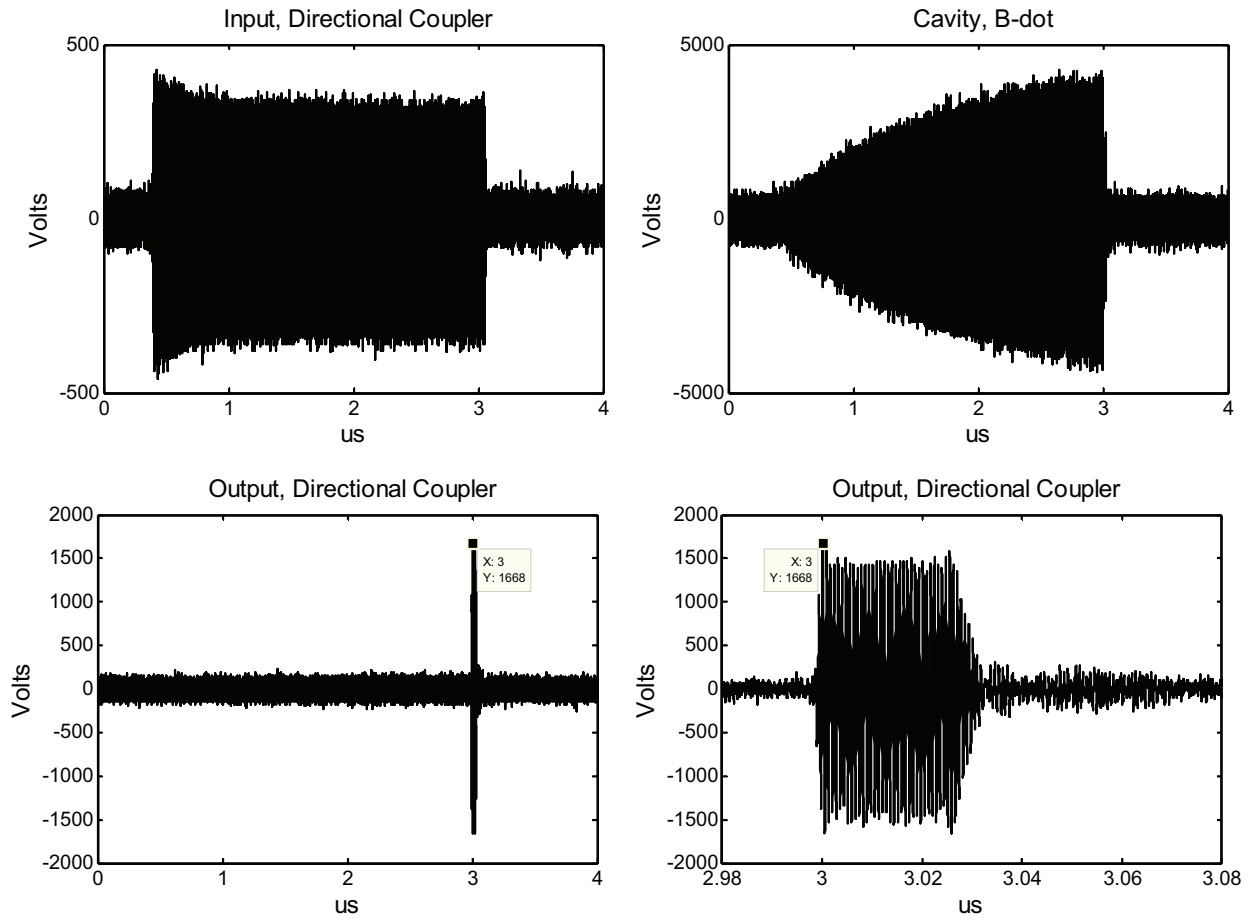 Input, Directional Coupler
500
0
-500
Volts
0 1 2 3 4
us
Cavity, B-dot
5000
0
-5000
Volts
0 1 2 3 4
us
Output, Directional Coupler
2000
1500
1000
500
0
-500
-1000
-1500
-2000
Volts
X: 3
Y: 1668
0 1 2 3 4
us
Output, Directional Coupler
2000
1500
1000
500
0
-500
-1000
-1500
-2000
Volts
X: 3
Y: 1668
2.98 3 3.02 3.04 3.06 3.08
us